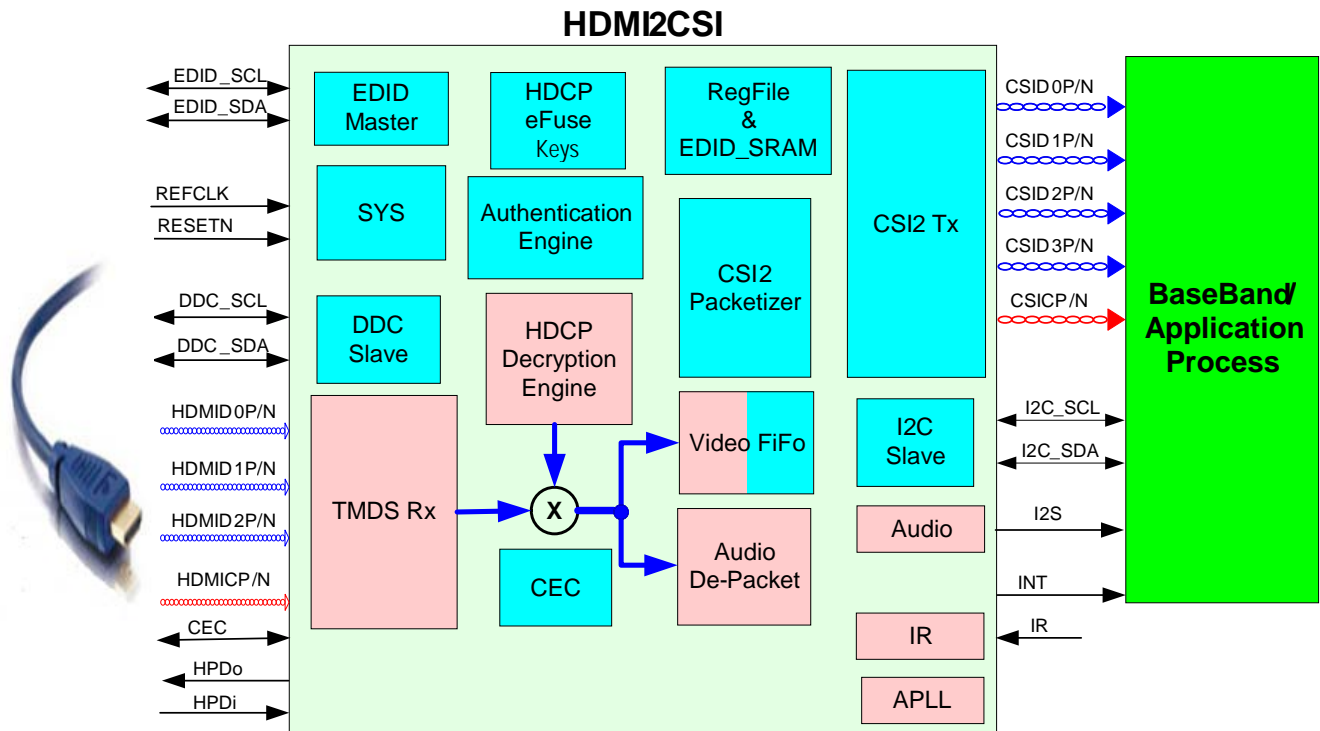 HDMI2CSI
EDID_SCL
EDID_SDA
REFCLK
RESETN
DDC_SCL
DDC_SDA
HDMID0P/N
HDMID1P/N
HDMID2P/N
HDMICP/N
CEC
HPDo
HPDi
EDID
Master
HDCP
eFuse
Keys
RegFile
&
EDID_SRAM
SYS
Authentication
Engine
CSI2
Packetizer
CSI2 Tx
DDC
Slave
HDCP
Decryption
Engine
TMDS Rx
X
Video FiFo
I2C
Slave
CEC
Audio
De-Packet
Audio
IR
APLL
CSID0P/N
CSID1P/N
CSID2P/N
CSID3P/N
CSICP/N
I2C_SCL
I2C_SDA
I2S
INT
IR
BaseBand/
Application
Process